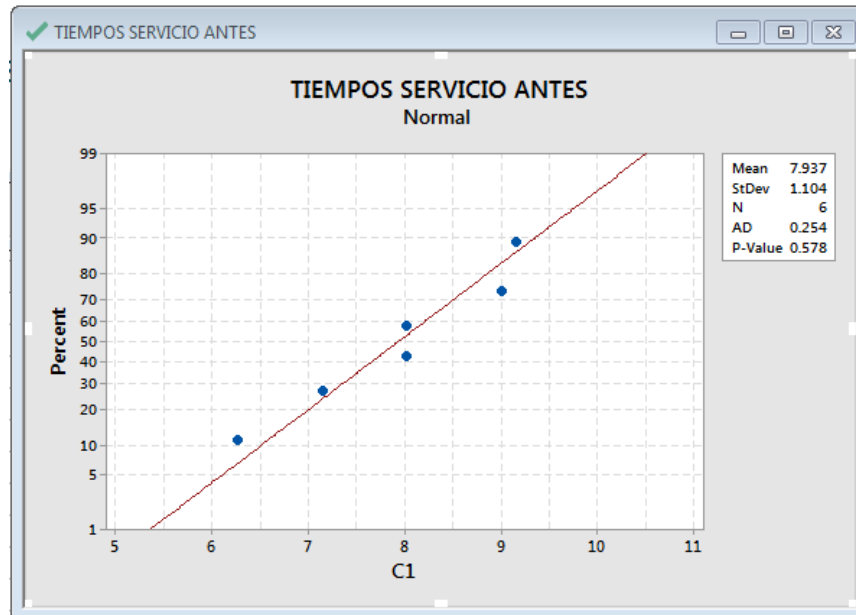 TIEMPOS SERVICIO ANTES
TIEMPOS SERVICIO ANTES
Normal
99
95
90
80
70
60
50
40
30
20
10
5
1
Percent
5 6 7 8 9 10 11
C1
Mean 7.937
StDev 1.104
N 6
AD 0.254
P-Value 0.578